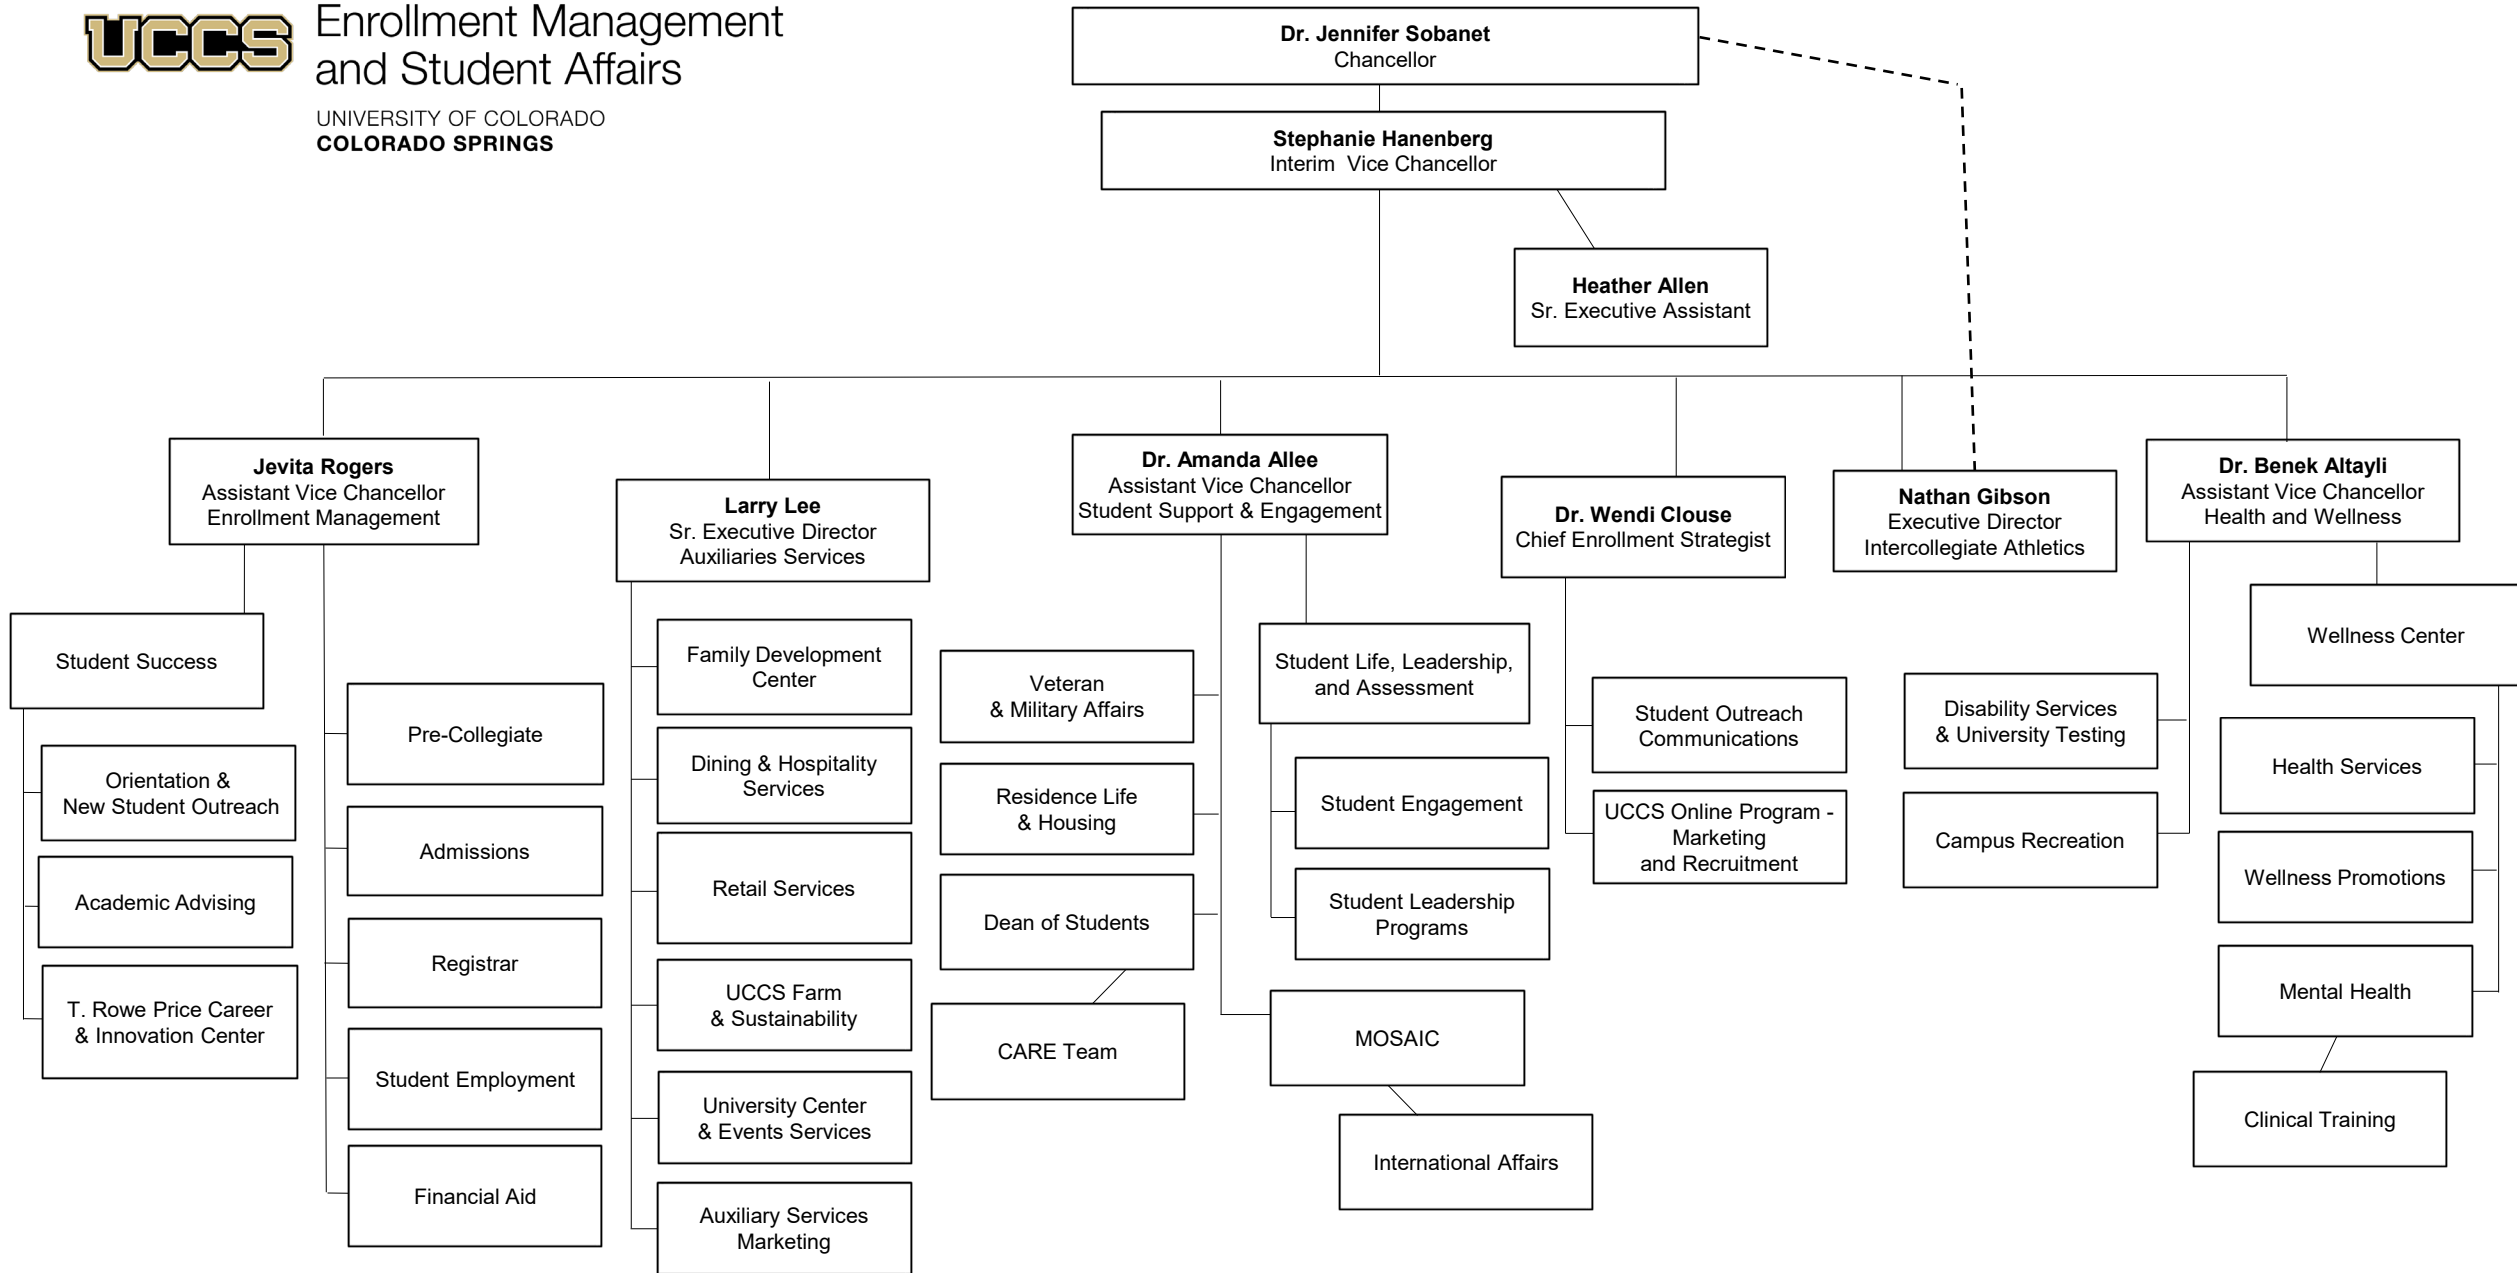 UCCS
Enrollment Management
and Student Affairs
UNIVERSITY OF COLORADO
COLORADO SPRINGS
Dr. Jennifer Sobanet
Chancellor
Stephanie Hanenberg
Interim Vice Chancellor
Heather Allen
Sr. Executive Assistant
Jevita Rogers
Assistant Vice Chancellor
Enrollment Management
Student Success
Orientation &
New Student Outreach
Academic Advising
T. Rowe Price Career
& Innovation Center
Pre-Collegiate
Admissions
Registrar
Student Employment
Financial Aid
Larry Lee
Sr. Executive Director
Auxiliaries Services
Family Development
Center
Dining & Hospitality
Services
Retail Services
UCCS Farm
& Sustainability
University Center
& Events Services
Auxiliary Services
Marketing
Dr. Amanda Allee
Assistant Vice Chancellor
Student Support & Engagement
Veteran
& Military Affairs
Residence Life
& Housing
Dean of Students
CARE Team
Student Life, Leadership,
and Assessment
Student Engagement
Student Leadership
Programs
MOSAIC
International Affairs
Dr. Wendi Clouse
Chief Enrollment Strategist
Student Outreach
Communications
UCCS Online Program -
Marketing
and Recruitment
Nathan Gibson
Executive Director
Intercollegiate Athletics
Dr. Benek Altayli
Assistant Vice Chancellor
Health and Wellness
Disability Services
& University Testing
Campus Recreation
Wellness Center
Health Services
Wellness Promotions
Mental Health
Clinical Training